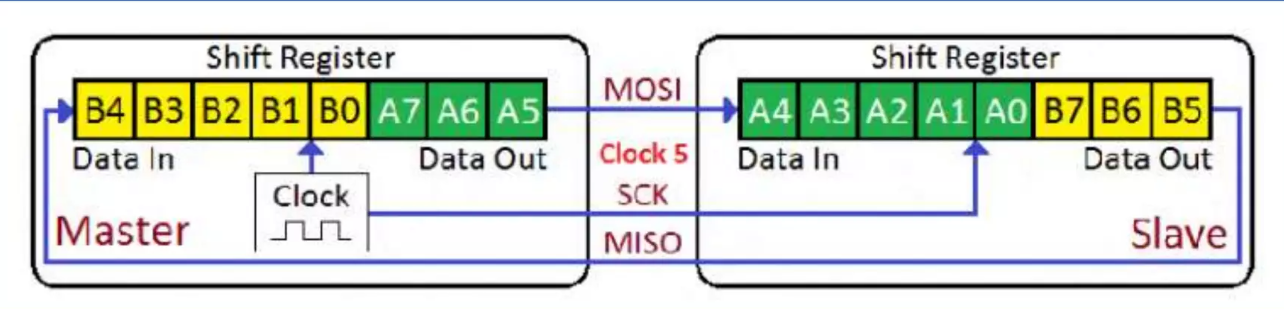 Shift Register
Shift Register
B4 B3 B2 B1 B0 A7 A6 A5
MOSI
A4 A3 A2 A1 A0 B7 B6 B5
Data In
Data Out
Clock 5
Data In
Data Out
Clock
SCK
Master
MISO
Slave